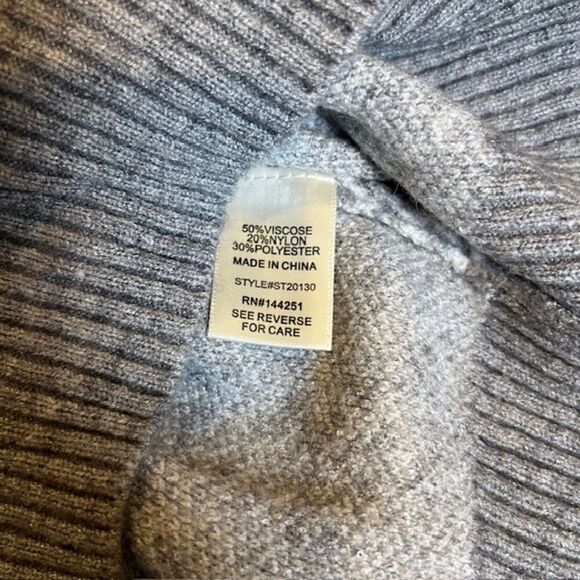 50%VISCOSE
20%NYLON
30%POLYESTER
MADE IN CHINA
STYLE#ST20130
RN#144251
SEE REVERSE
FOR CARE